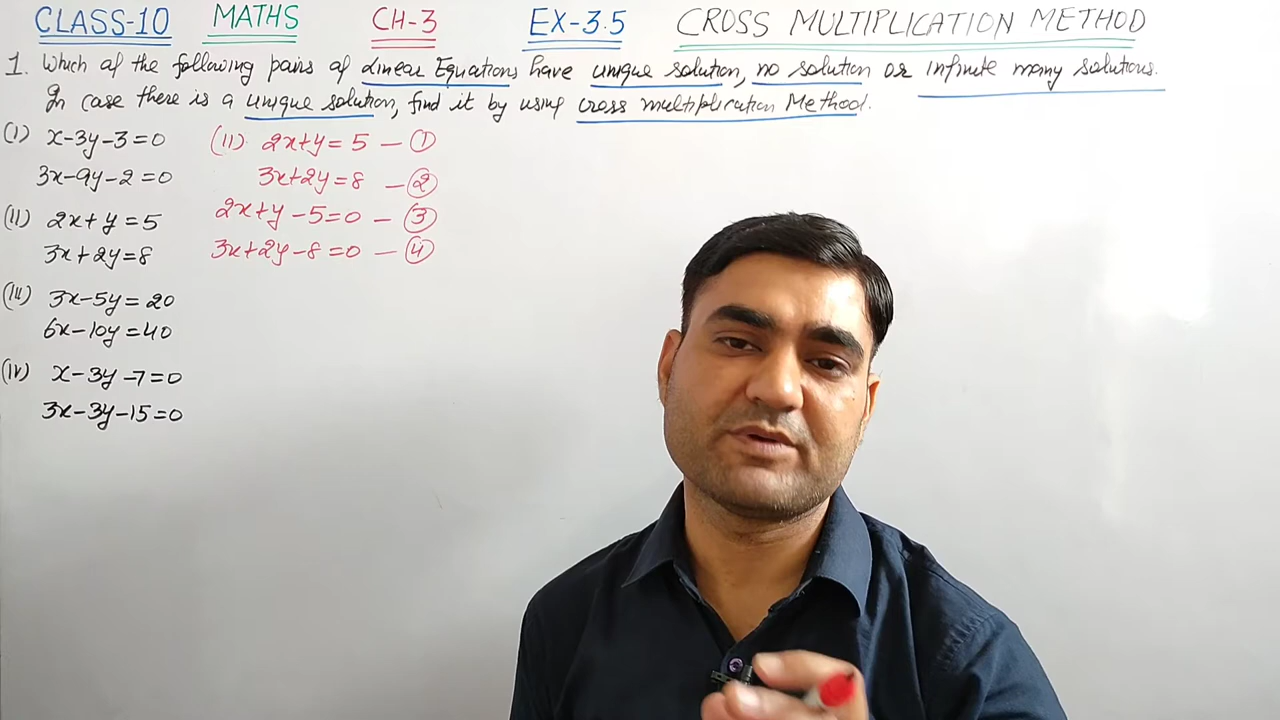 CLASS-10 MATHS CH-3 EX-3.5 CROSS MULTIPLICATION METHOD
1. Which of the following pairs of Linear Equations have unique solution, no solution or infinite many solutions.
In case there is a unique solution, find it by using cross multiplication Method.
(i) x-3y-3=0
3x-9y-2=0
(ii) 2x+y=5
3x+2y=8
(iii) 3x-5y=20
6x-10y=40
(iv) x-3y-7=0
3x-3y-15=0
(ii). 2x+y=5 — ①
3x+2y=8 — ②
2x+y-5=0 — ③
3x+2y-8=0 — ④